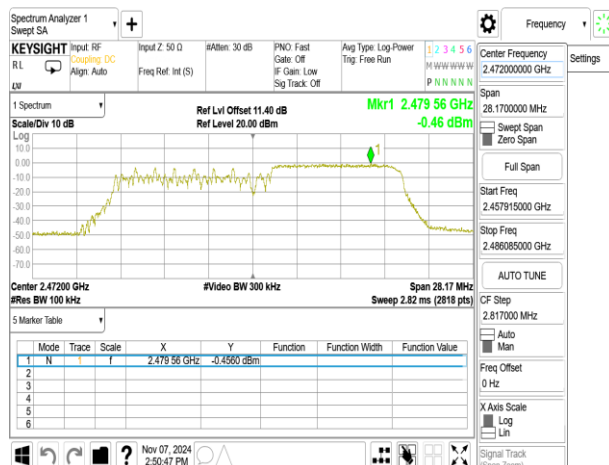 Spectrum Analyzer 1
Swept SA
Frequency
KEYSIGHT
RL
Input: RF
Coupling: DC
Align: Auto
Input Z: 50 Ω
Freq Ref: Int (S)
#Atten: 30 dB
PNO: Fast
Gate: Off
IF Gain: Low
Sig Track: Off
Avg Type: Log-Power
Trig: Free Run
1 2 3 4 5 6
M WWWWW
P N N N N N
LXI
1 Spectrum
Scale/Div 10 dB
Ref Lvl Offset 11.40 dB
Ref Level 20.00 dBm
Mkr1 2.479 56 GHz
-0.46 dBm
Log
10.0
0.00
-10.0
-20.0
-30.0
-40.0
-50.0
-60.0
-70.0
1
Center 2.47200 GHz
#Res BW 100 kHz
#Video BW 300 kHz
Span 28.17 MHz
Sweep 2.82 ms (2818 pts)
5 Marker Table
Mode Trace Scale X Y Function Function Width Function Value
1 N 1 f 2.479 56 GHz -0.4560 dBm
2
3
4
5
6
?
Nov 07, 2024
2:50:47 PM
Center Frequency
2.472000000 GHz
Settings
Span
28.1700000 MHz
Swept Span
Zero Span
Full Span
Start Freq
2.457915000 GHz
Stop Freq
2.486085000 GHz
AUTO TUNE
CF Step
2.817000 MHz
Auto
Man
Freq Offset
0 Hz
X Axis Scale
Log
Lin
Signal Track
(Span Zoom)